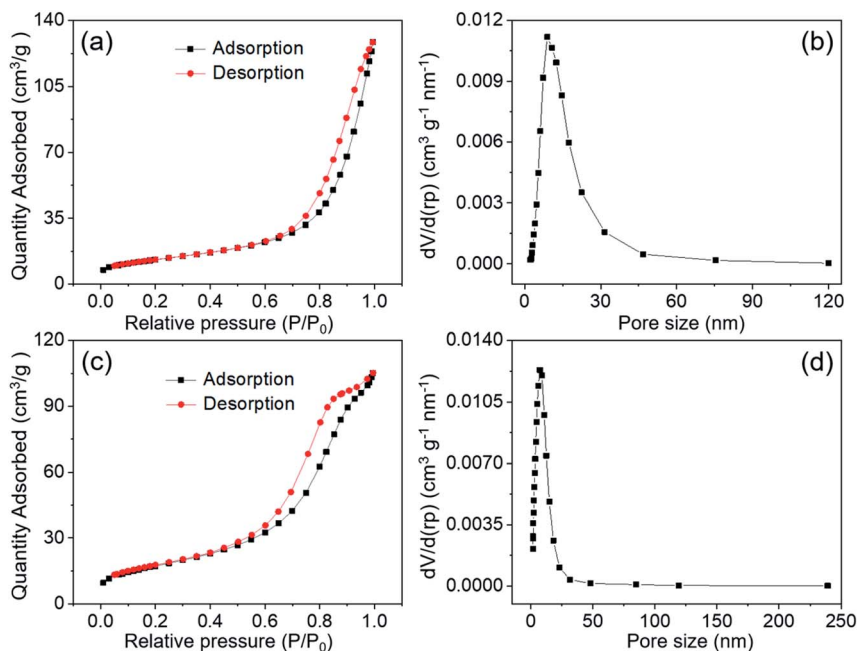 (a)
Adsorption
Desorption
Quantity Adsorbed (cm³/g)
140
105
70
35
0
0.0 0.2 0.4 0.6 0.8 1.0
Relative pressure (P/P₀)
(b)
dV/d(rp) (cm³ g⁻¹ nm⁻¹)
0.012
0.009
0.006
0.003
0.000
0 30 60 90 120
Pore size (nm)
(c)
Adsorption
Desorption
Quantity Adsorbed (cm³/g)
120
90
60
30
0
0.0 0.2 0.4 0.6 0.8 1.0
Relative pressure (P/P₀)
(d)
dV/d(rp) (cm³ g⁻¹ nm⁻¹)
0.0140
0.0105
0.0070
0.0035
0.0000
0 50 100 150 200 250
Pore size (nm)